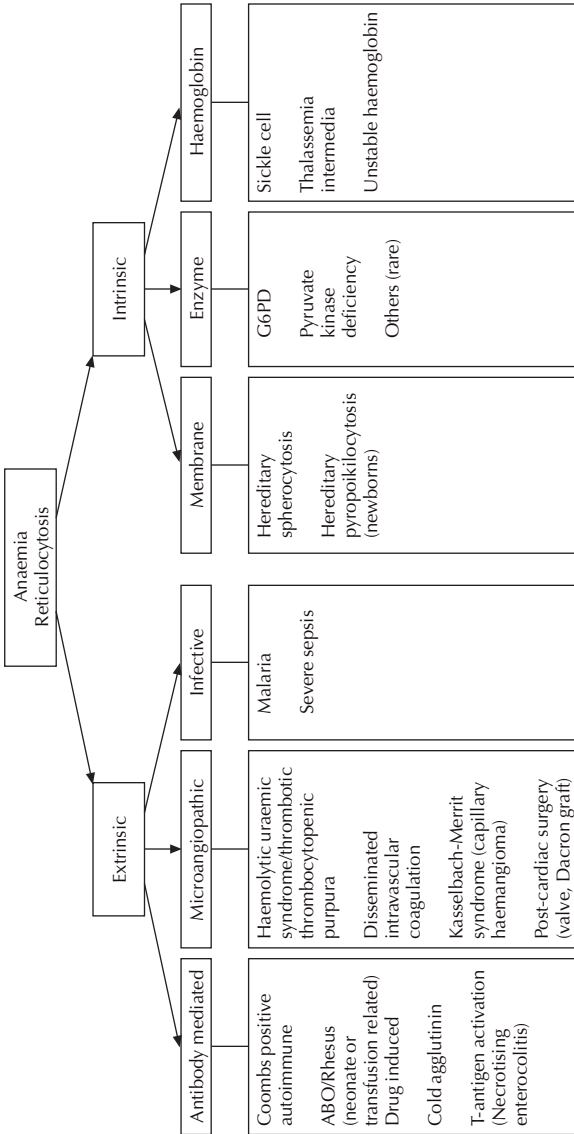 Anaemia
Reticulocytosis
Extrinsic
Intrinsic
Antibody mediated
Microangiopathic
Infective
Membrane
Enzyme
Haemoglobin
Coombs positive
autoimmune
ABO/Rhesus
(neonate or
transfusion related)
Drug induced
Cold agglutinin
T-antigen activation
(Necrotising
enterocolitis)
Haemolytic uraemic
syndrome/thrombotic
thrombocytopenic
purpura
Disseminated
intravascular
coagulation
Kasselbach-Merrit
syndrome (capillary
haemangioma)
Post-cardiac surgery
(valve, Dacron graft)
Malaria
Severe sepsis
Hereditary
spherocytosis
Hereditary
pyropoikilocytosis
(newborns)
G6PD
Pyruvate
kinase
deficiency
Others (rare)
Sickle cell
Thalassemia
intermedia
Unstable haemoglobin